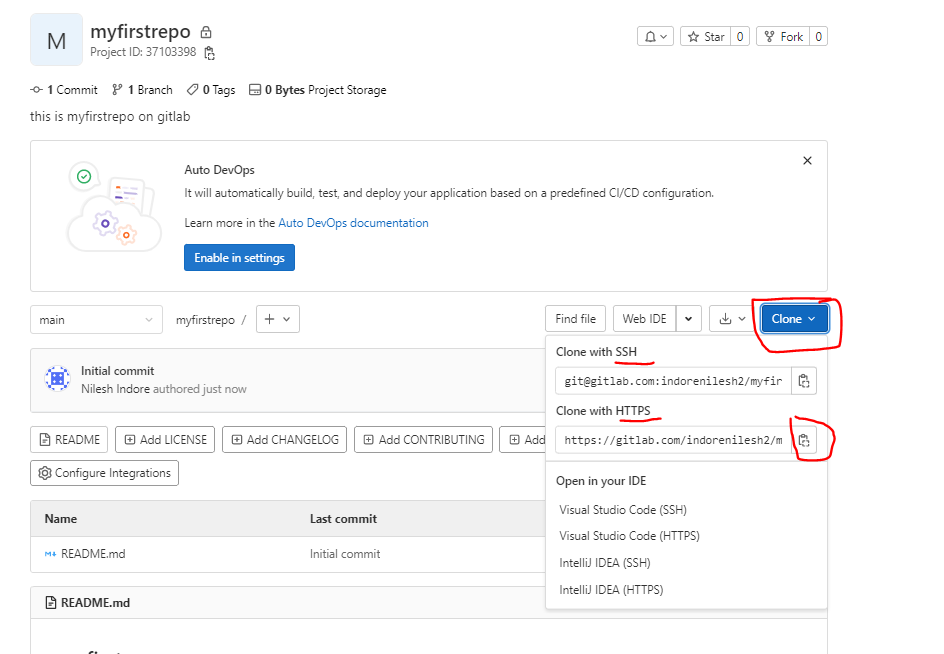 M
myfirstrepo
Project ID: 37103398
Star 0
Fork 0
1 Commit 1 Branch 0 Tags 0 Bytes Project Storage
this is myfirstrepo on gitlab
Auto DevOps
It will automatically build, test, and deploy your application based on a predefined CI/CD configuration.
Learn more in the Auto DevOps documentation
Enable in settings
main
myfirstrepo /
Find file
Web IDE
Clone
Clone with SSH
git@gitlab.com:indorenilesh2/myfir
Clone with HTTPS
https://gitlab.com/indorenilesh2/m
Open in your IDE
Visual Studio Code (SSH)
Visual Studio Code (HTTPS)
IntelliJ IDEA (SSH)
IntelliJ IDEA (HTTPS)
Initial commit
Nilesh Indore authored just now
README Add LICENSE Add CHANGELOG Add CONTRIBUTING Add
Configure Integrations
Name Last commit
README.md Initial commit
README.md